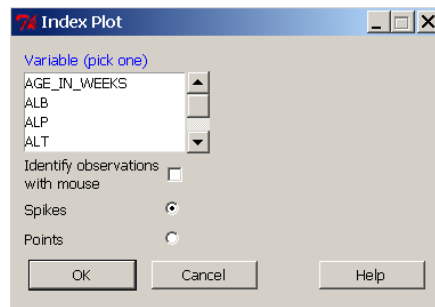 Index Plot
Variable (pick one)
AGE_IN_WEEKS
ALB
ALP
ALT
Identify observations
with mouse
Spikes
Points
OK Cancel Help